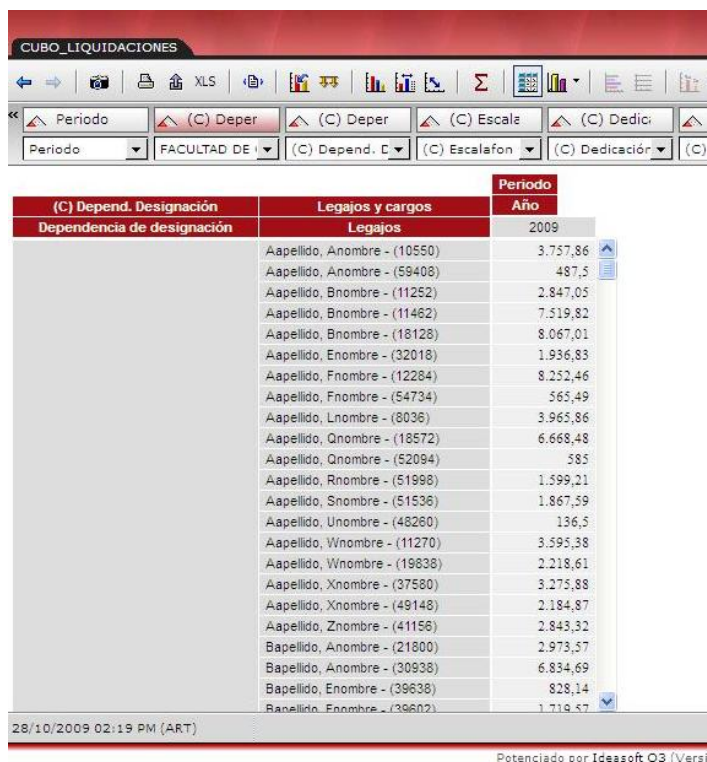 CUBO_LIQUIDACIONES
XLS
Periodo (C) Deper (C) Deper (C) Escala (C) Dedic
Periodo FACULTAD DE (C) Depend. (C) Escalafon (C) Dedicación (C)
Periodo
(C) Depend. Designación Legajos y cargos Año
Dependencia de designación Legajos 2009
Aapellido, Anombre - (10550) 3.757,86
Aapellido, Anombre - (59408) 487,5
Aapellido, Bnombre - (11252) 2.847,05
Aapellido, Bnombre - (11462) 7.519,82
Aapellido, Bnombre - (18128) 8.067,01
Aapellido, Enombre - (32018) 1.936,83
Aapellido, Fnombre - (12284) 8.252,46
Aapellido, Fnombre - (54734) 565,49
Aapellido, Lnombre - (8036) 3.965,86
Aapellido, Qnombre - (18572) 6.668,48
Aapellido, Qnombre - (52094) 585
Aapellido, Rnombre - (51998) 1.599,21
Aapellido, Snombre - (51536) 1.867,59
Aapellido, Unombre - (48260) 136,5
Aapellido, Wnombre - (11270) 3.595,38
Aapellido, Wnombre - (19838) 2.218,61
Aapellido, Xnombre - (37580) 3.275,88
Aapellido, Xnombre - (49148) 2.184,87
Aapellido, Znombre - (41156) 2.843,32
Bapellido, Anombre - (21800) 2.973,57
Bapellido, Anombre - (30938) 6.834,69
Bapellido, Enombre - (39638) 828,14
Bapellido, Enombre - (39602) 1.719,57
28/10/2009 02:19 PM (ART)
Potenciado por Ideasoft O3 (Versi